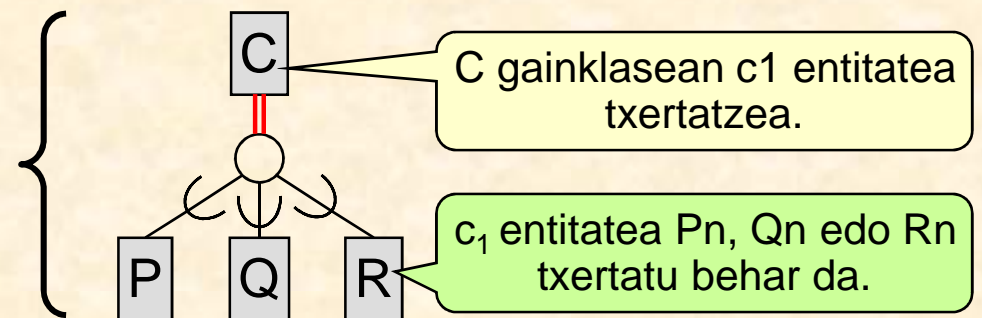 C
C gainklasean c1 entitatea
txertatzea.
c₁ entitatea Pn, Qn edo Rn
txertatu behar da.
P Q R